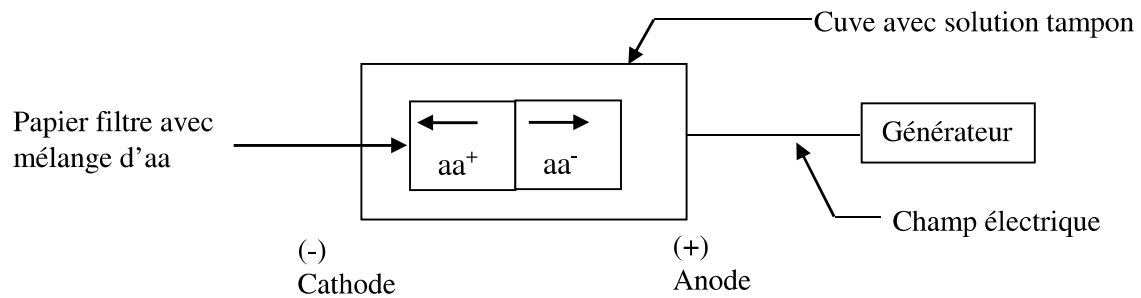 Cuve avec solution tampon
Papier filtre avec
mélange d’aa
aa⁺
aa⁻
Générateur
Champ électrique
(-)
Cathode
(+)
Anode